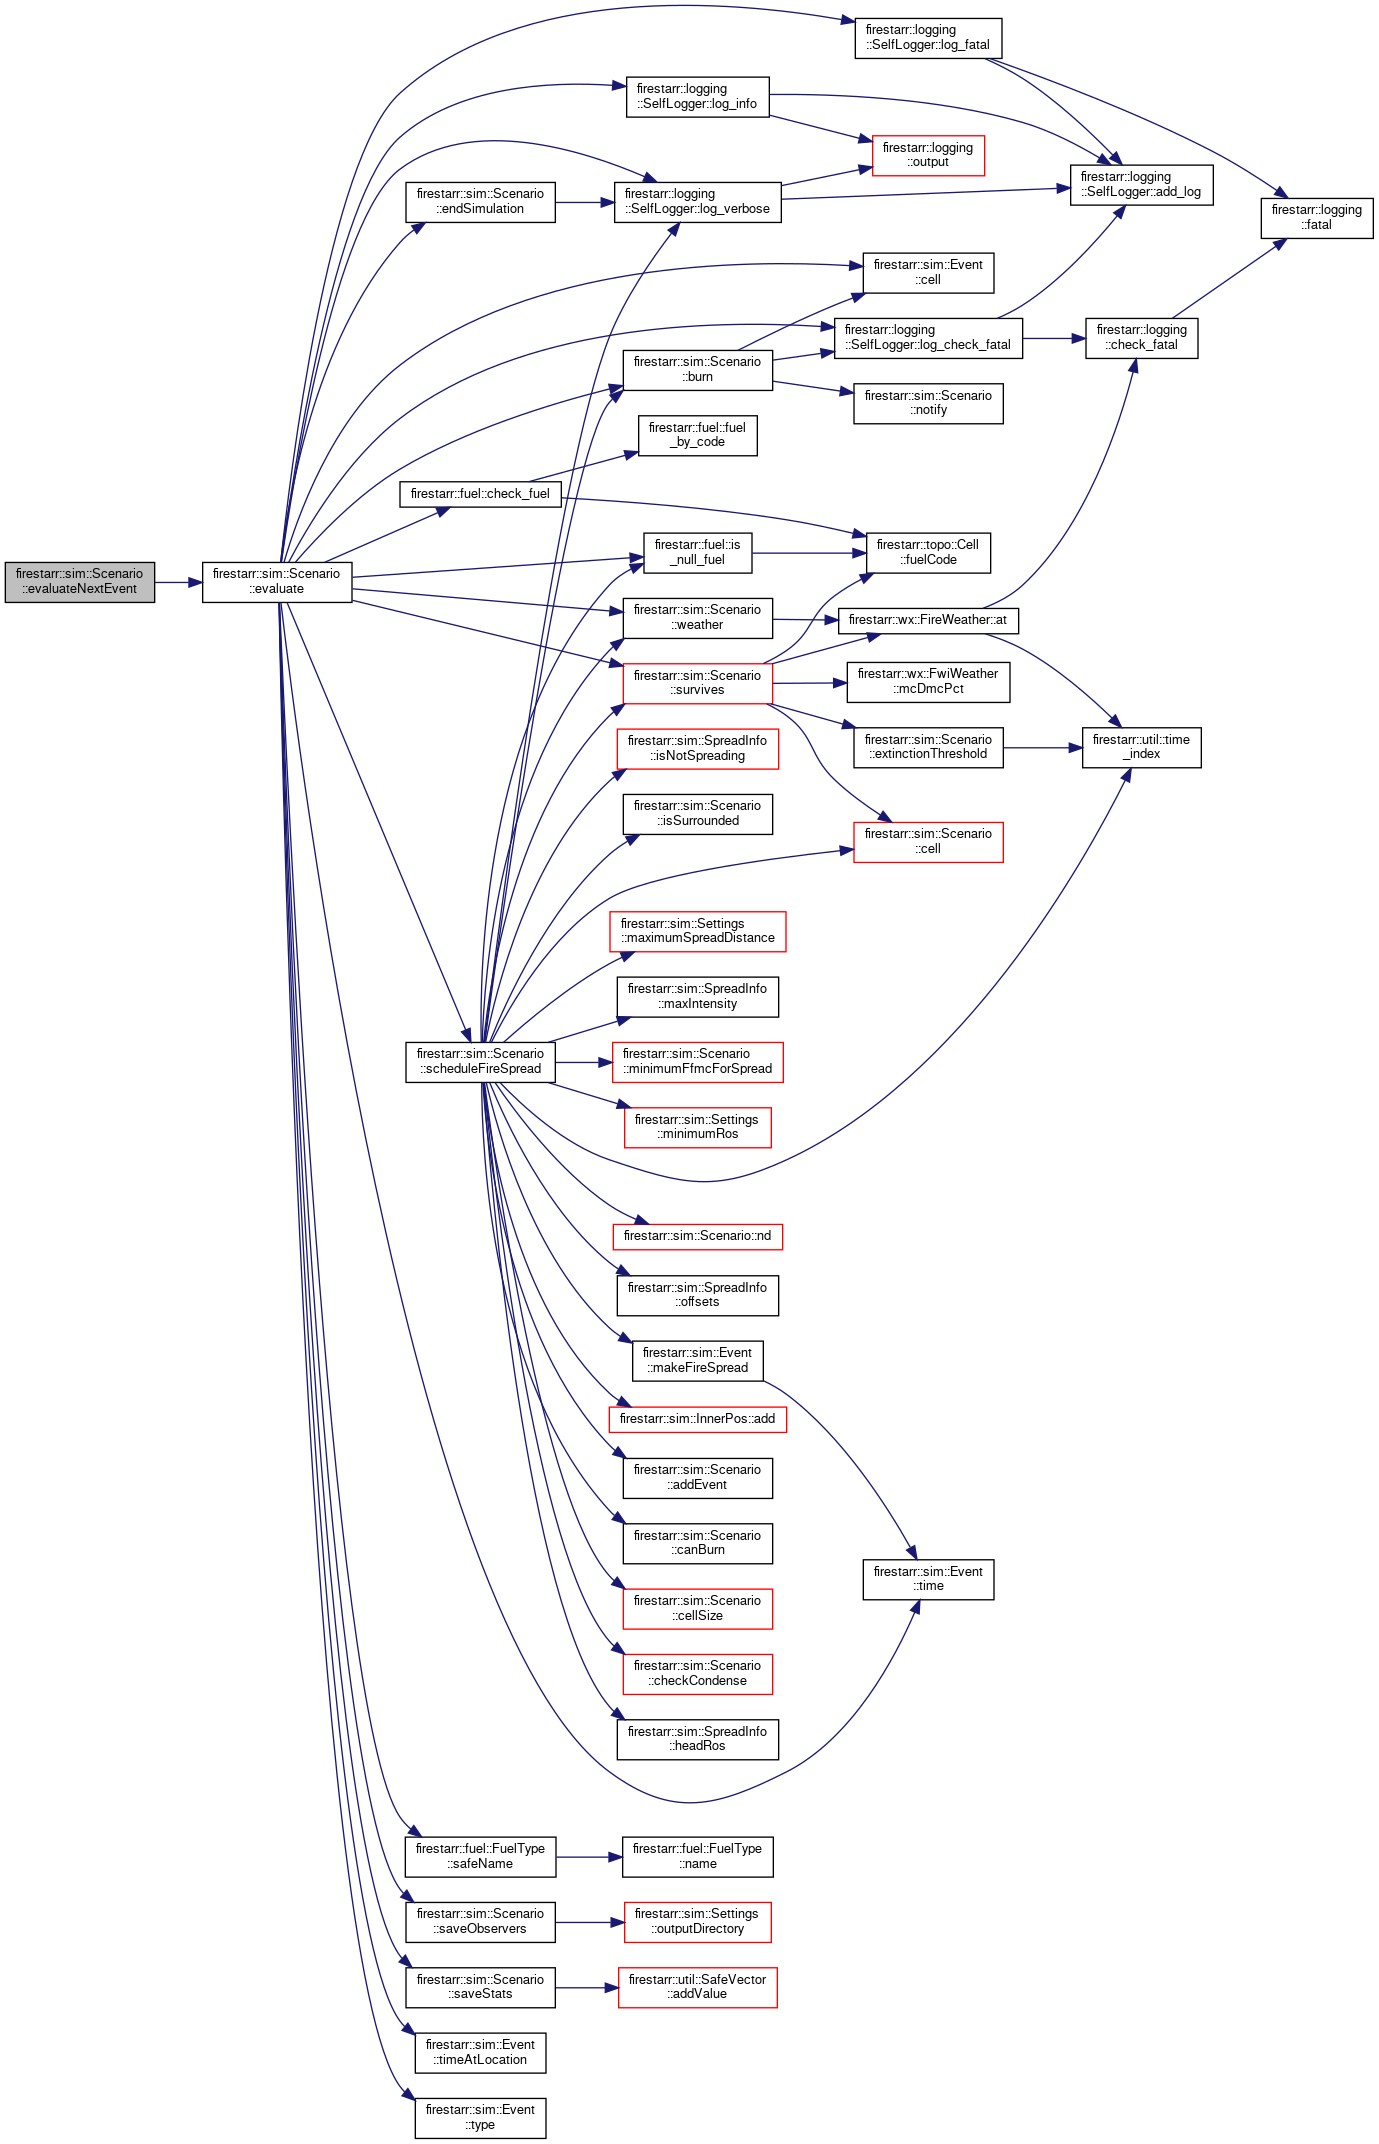 firestarr::sim::Scenario
::evaluateNextEvent
firestarr::sim::Scenario
::evaluate
firestarr::logging
::SelfLogger::log_fatal
firestarr::logging
::SelfLogger::log_info
firestarr::logging
::output
firestarr::logging
::SelfLogger::add_log
firestarr::sim::Scenario
::endSimulation
firestarr::logging
::SelfLogger::log_verbose
firestarr::logging
::fatal
firestarr::sim::Event
::cell
firestarr::logging
::SelfLogger::log_check_fatal
firestarr::logging
::check_fatal
firestarr::sim::Scenario
::burn
firestarr::sim::Scenario
::notify
firestarr::fuel::fuel
_by_code
firestarr::fuel::check_fuel
firestarr::fuel::is
_null_fuel
firestarr::topo::Cell
::fuelCode
firestarr::sim::Scenario
::weather
firestarr::wx::FireWeather::at
firestarr::sim::Scenario
::survives
firestarr::wx::FwiWeather
::mcDmcPct
firestarr::sim::SpreadInfo
::isNotSpreading
firestarr::sim::Scenario
::extinctionThreshold
firestarr::util::time
_index
firestarr::sim::Scenario
::isSurrounded
firestarr::sim::Scenario
::cell
firestarr::sim::Settings
::maximumSpreadDistance
firestarr::sim::SpreadInfo
::maxIntensity
firestarr::sim::Scenario
::scheduleFireSpread
firestarr::sim::Scenario
::minimumFfmcForSpread
firestarr::sim::Settings
::minimumRos
firestarr::sim::Scenario::nd
firestarr::sim::SpreadInfo
::offsets
firestarr::sim::Event
::makeFireSpread
firestarr::sim::InnerPos::add
firestarr::sim::Scenario
::addEvent
firestarr::sim::Scenario
::canBurn
firestarr::sim::Event
::time
firestarr::sim::Scenario
::cellSize
firestarr::sim::Scenario
::checkCondense
firestarr::sim::SpreadInfo
::headRos
firestarr::fuel::FuelType
::safeName
firestarr::fuel::FuelType
::name
firestarr::sim::Scenario
::saveObservers
firestarr::sim::Settings
::outputDirectory
firestarr::sim::Scenario
::saveStats
firestarr::util::SafeVector
::addValue
firestarr::sim::Event
::timeAtLocation
firestarr::sim::Event
::type